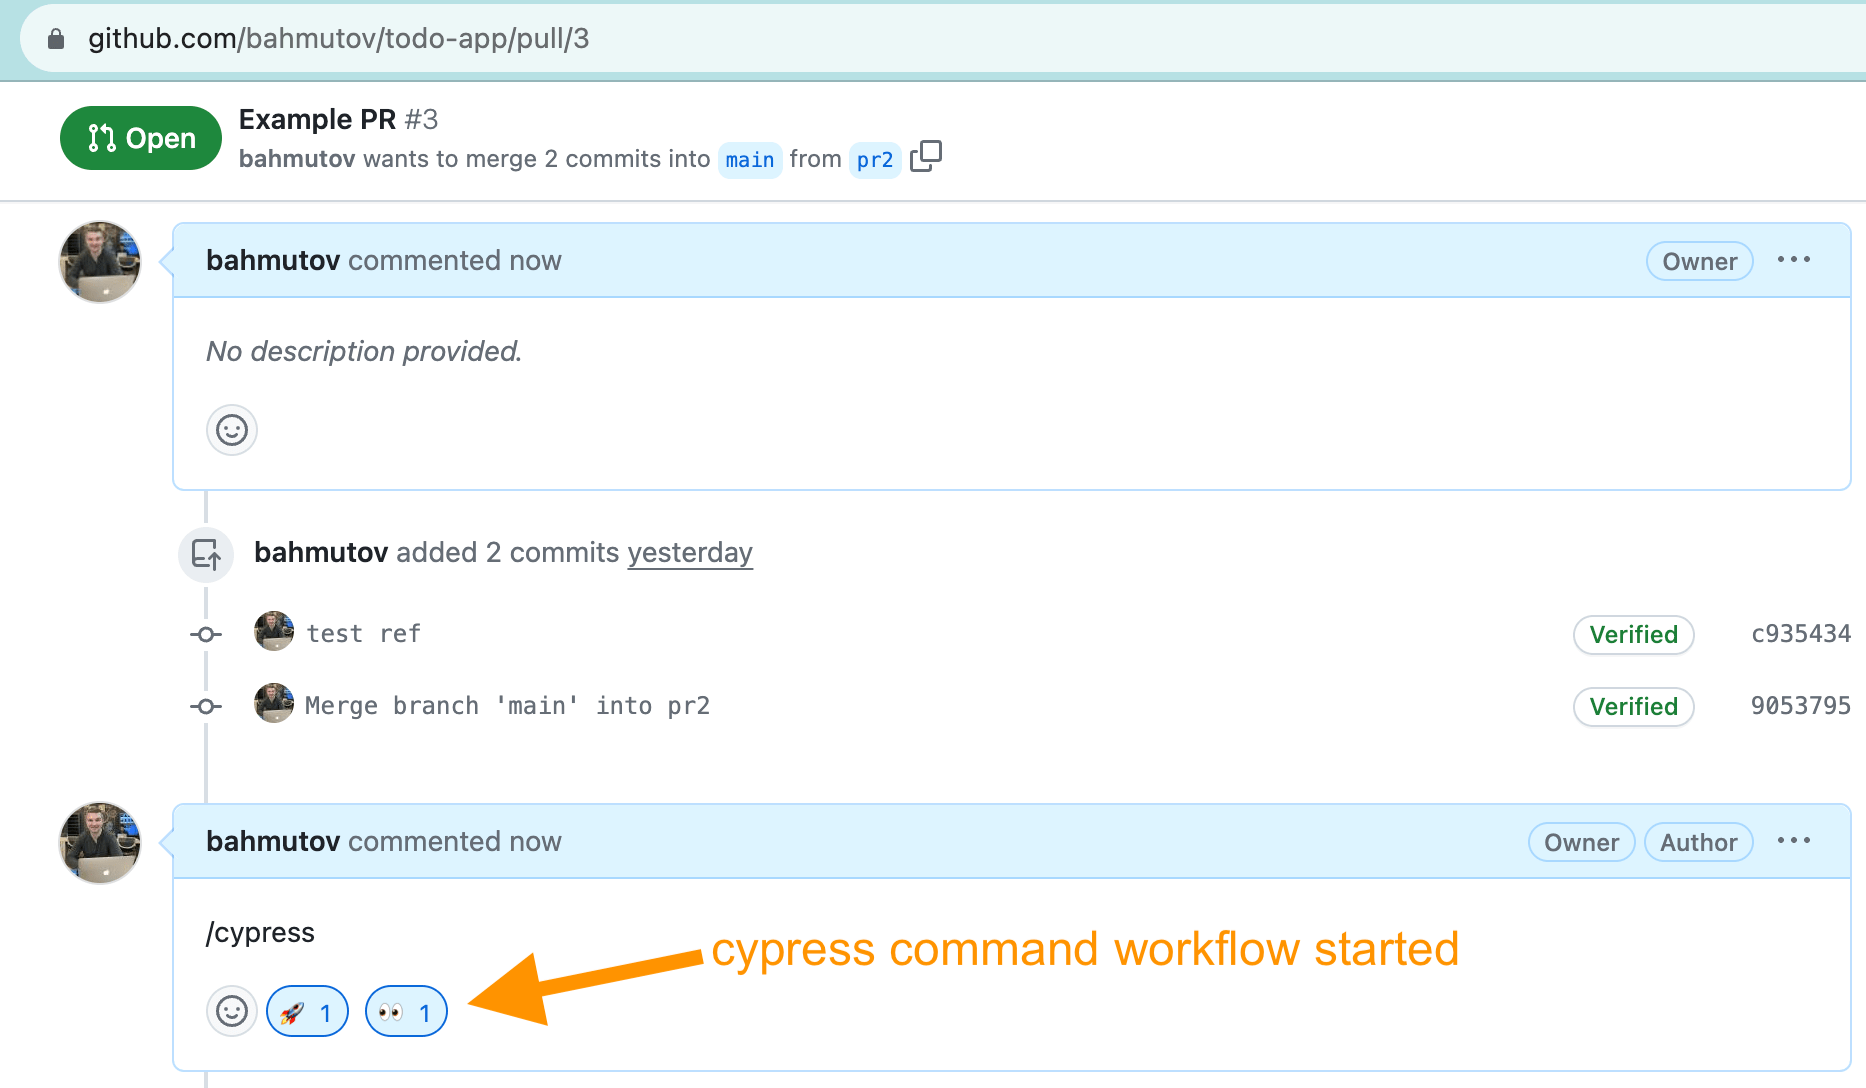 github.com/bahmutov/todo-app/pull/3
Open
Example PR #3
bahmutov wants to merge 2 commits into main from pr2
bahmutov commented now
Owner
No description provided.
bahmutov added 2 commits yesterday
test ref
Verified
c935434
Merge branch 'main' into pr2
Verified
9053795
bahmutov commented now
Owner
Author
/cypress
cypress command workflow started
1
1